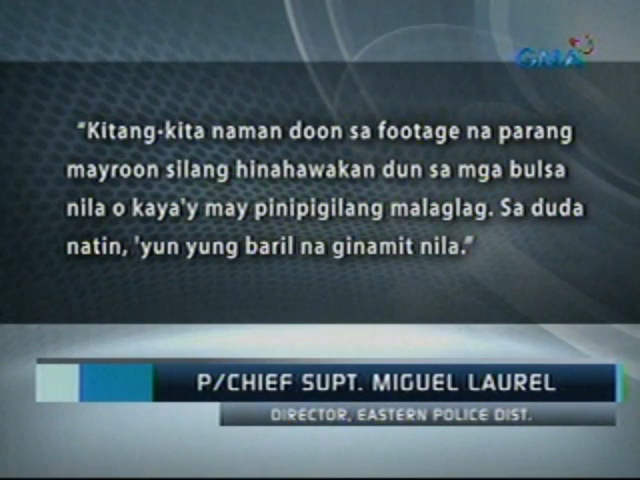 GMA
“Kitang-kita naman doon sa footage na parang
mayroon silang hinahawakan dun sa mga bulsa
nila o kaya'y may pinipigilang malaglag. Sa duda
natin, 'yun yung baril na ginamit nila.”
P/CHIEF SUPT. MIGUEL LAUREL
DIRECTOR, EASTERN POLICE DIST.